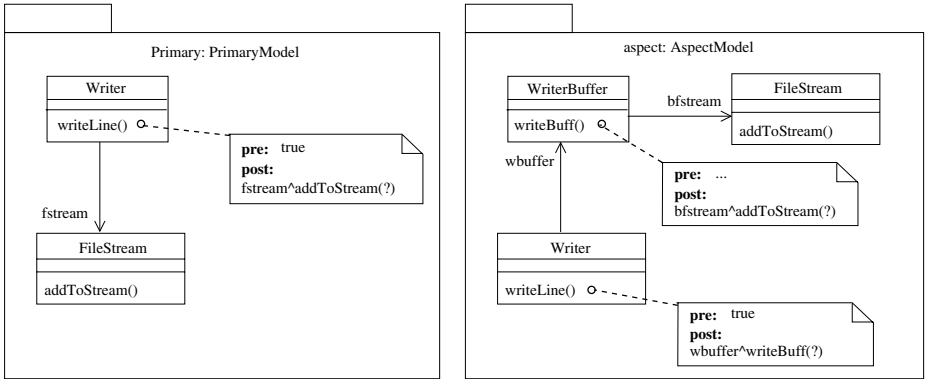 Primary: PrimaryModel
Writer
writeLine()
pre: true
post:
fstream^addToStream(?)
fstream
FileStream
addToStream()
aspect: AspectModel
WriterBuffer
writeBuff()
bfstream
FileStream
addToStream()
wbuffer
pre: ...
post:
bfstream^addToStream(?)
Writer
writeLine()
pre: true
post:
wbuffer^writeBuff(?)